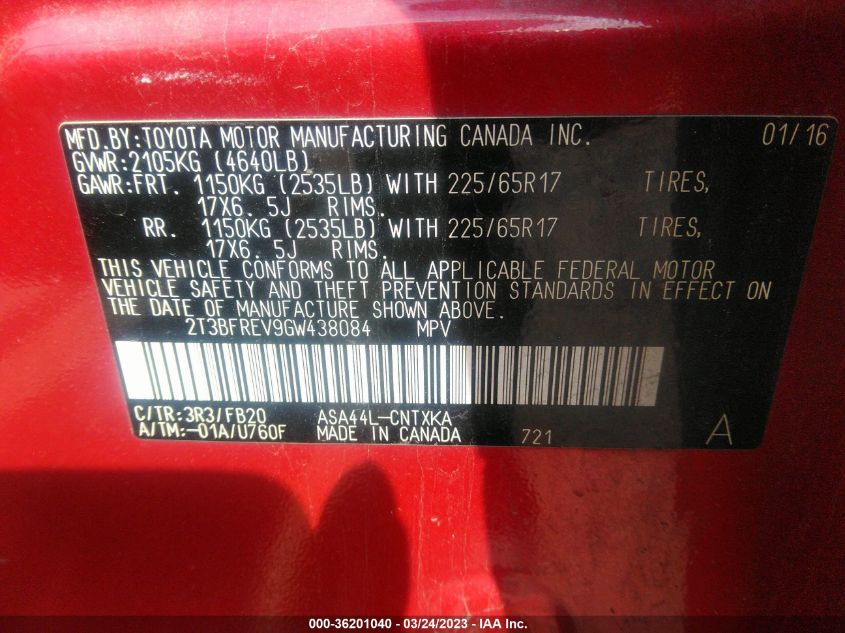 MFD.BY:TOYOTA MOTOR MANUFACTURING CANADA INC. 01/16
GVWR:2105KG (4640LB)
GAWR:FRT. 1150KG (2535LB) WITH 225/65R17 TIRES,
17X6.5J RIMS.
RR. 1150KG (2535LB) WITH 225/65R17 TIRES,
17X6.5J RIMS.
THIS VEHICLE CONFORMS TO ALL APPLICABLE FEDERAL MOTOR
VEHICLE SAFETY AND THEFT PREVENTION STANDARDS IN EFFECT ON
THE DATE OF MANUFACTURE SHOWN ABOVE.
2T3BFREV9GW438084 MPV
C/TR:3R3/FB20 ASA44L-CNTXKA
A/TM:-01A/U760F MADE IN CANADA 721 A
000-36201040 - 03/24/2023 - IAA Inc.